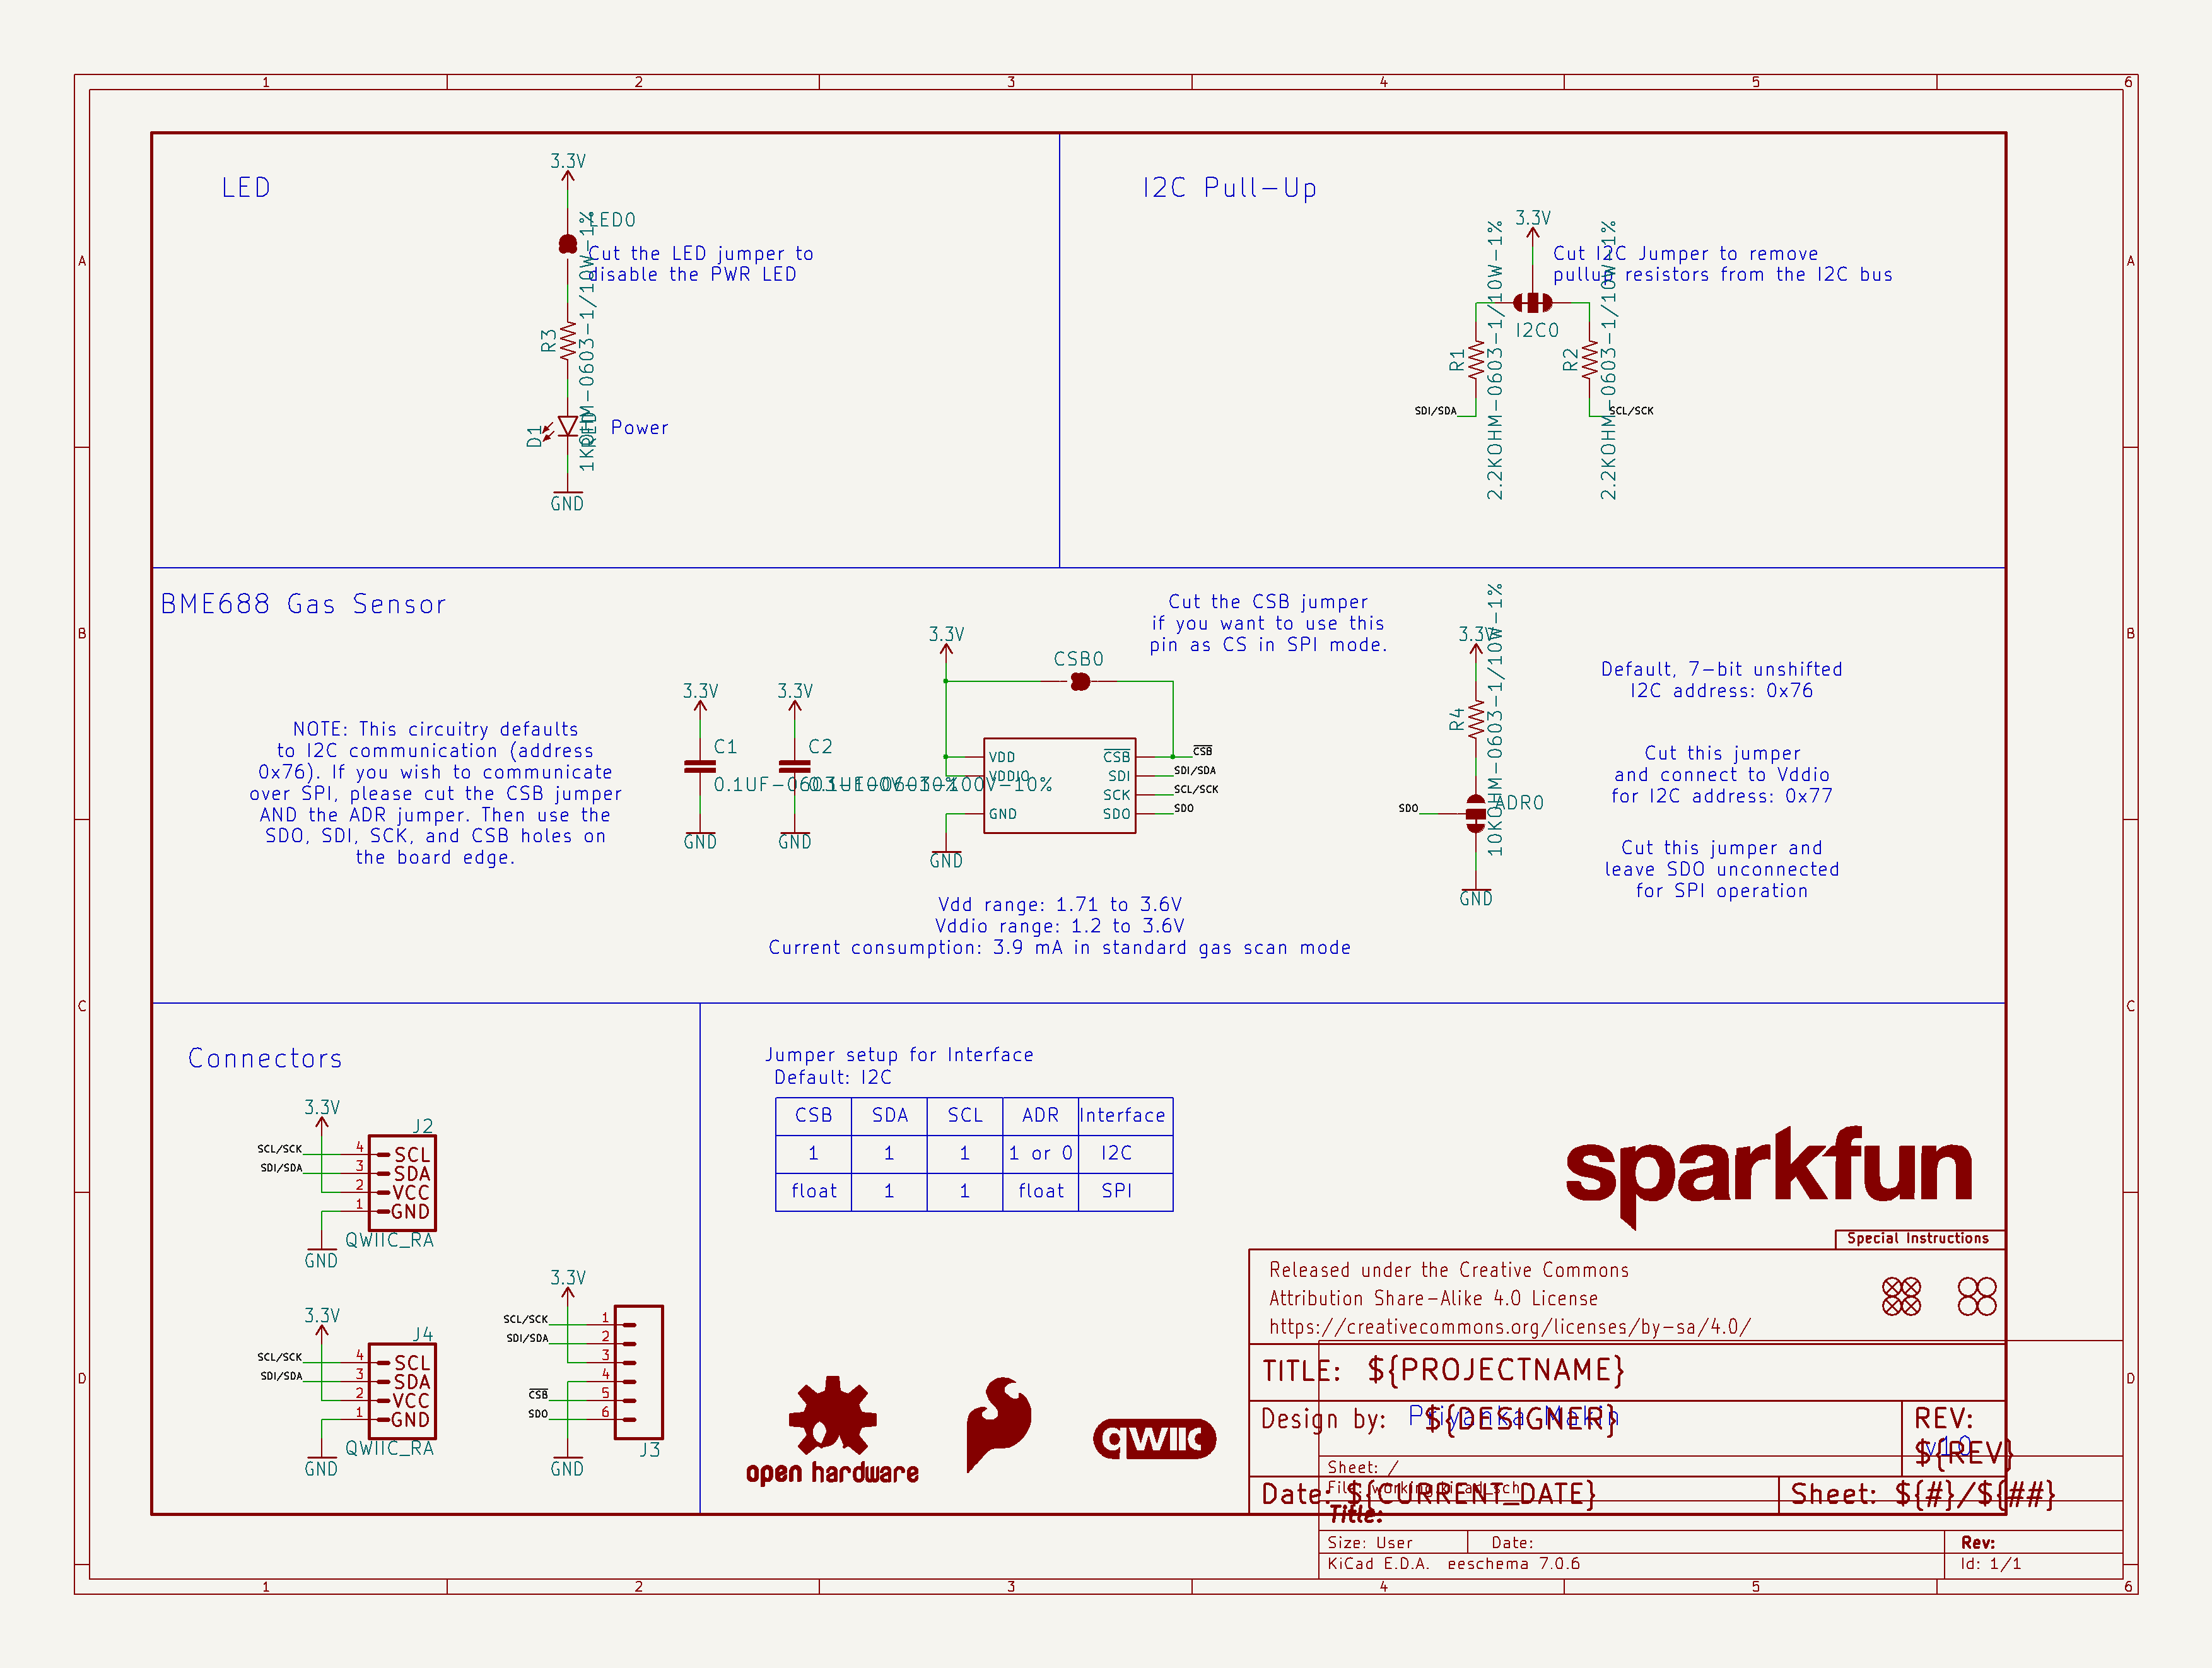 1 2 3 4 5 6
A A
B B
C C
D D
LED
3.3V
LED0
Cut the LED jumper to
disable the PWR LED
R3
1KOHM-0603-1/10W-1%
D1
RED
Power
GND
I2C Pull-Up
3.3V
Cut I2C Jumper to remove
pullup resistors from the I2C bus
I2C0
R1
2.2KOHM-0603-1/10W-1%
R2
2.2KOHM-0603-1/10W-1%
SDI/SDA
SCL/SCK
BME688 Gas Sensor
NOTE: This circuitry defaults
to I2C communication (address
0x76). If you wish to communicate
over SPI, please cut the CSB jumper
AND the ADR jumper. Then use the
SDO, SDI, SCK, and CSB holes on
the board edge.
3.3V
C1
0.1UF-0603-100V-10%
GND
3.3V
C2
0.1UF-0603-100V-10%
GND
3.3V
CSB0
Cut the CSB jumper
if you want to use this
pin as CS in SPI mode.
VDD
VDDIO
GND
CSB
SDI
SCK
SDO
CSB
SDI/SDA
SCL/SCK
SDO
GND
Vdd range: 1.71 to 3.6V
Vddio range: 1.2 to 3.6V
Current consumption: 3.9 mA in standard gas scan mode
3.3V
R4
10KOHM-0603-1/10W-1%
SDO
ADR0
GND
Default, 7-bit unshifted
I2C address: 0x76
Cut this jumper
and connect to Vddio
for I2C address: 0x77
Cut this jumper and
leave SDO unconnected
for SPI operation
Connectors
3.3V
J2
SCL/SCK 4 SCL
SDI/SDA 3 SDA
2 VCC
1 GND
QWIIC_RA
GND
3.3V
J4
SCL/SCK 4 SCL
SDI/SDA 3 SDA
2 VCC
1 GND
QWIIC_RA
GND
3.3V
SCL/SCK 1
SDI/SDA 2
3
4
CSB 5
SDO 6
J3
GND
Jumper setup for Interface
Default: I2C
CSB SDA SCL ADR Interface
1 1 1 1 or 0 I2C
float 1 1 float SPI
open hardware
qwiic
sparkfun
Special Instructions
Released under the Creative Commons
Attribution Share-Alike 4.0 License
https://creativecommons.org/licenses/by-sa/4.0/
TITLE: ${PROJECTNAME}
Design by: ${DESIGNER}
Priyanka Makin
REV:
${REV}
v1.0
Date: ${CURRENT_DATE}
Sheet: ${#}/${##}
Sheet: /
File: working.kicad_sch
Title:
Size: User
Date:
Rev:
KiCad E.D.A. eeschema 7.0.6
Id: 1/1
1 2 3 4 5 6